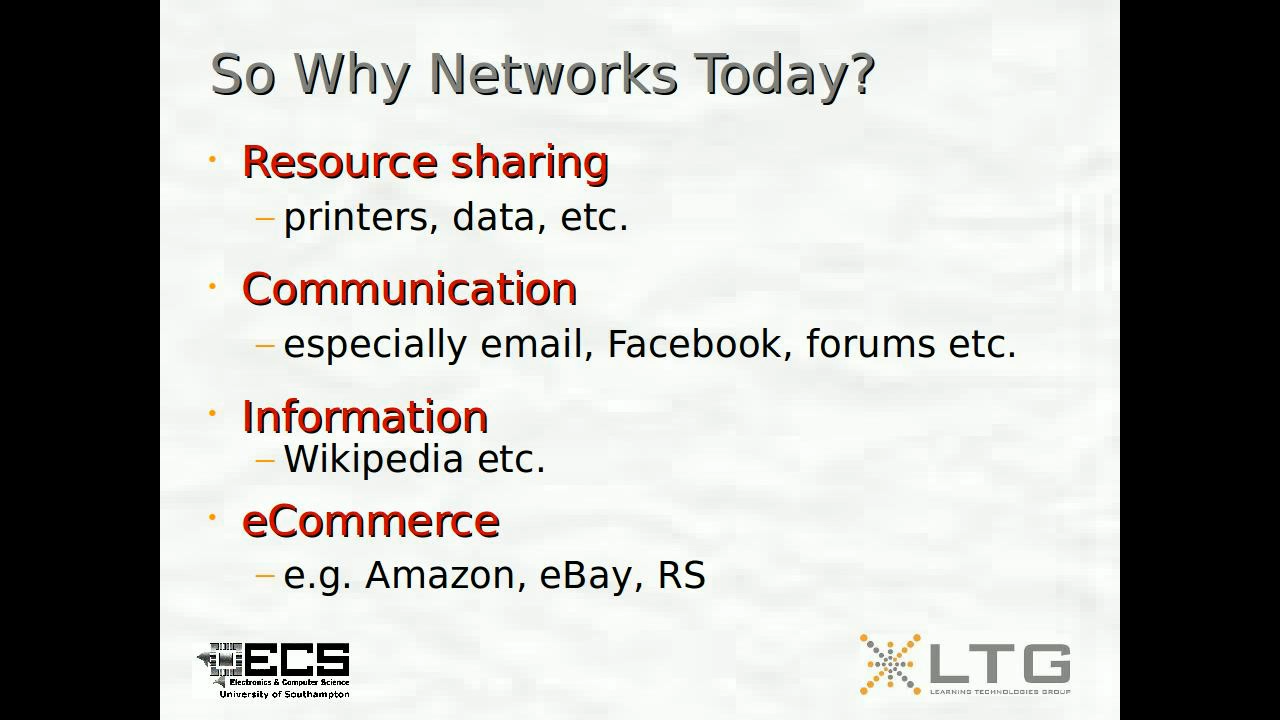 So Why Networks Today?
• Resource sharing
– printers, data, etc.
• Communication
– especially email, Facebook, forums etc.
• Information
– Wikipedia etc.
• eCommerce
– e.g. Amazon, eBay, RS
ECS
Electronics & Computer Science
University of Southampton
LTG
LEARNING TECHNOLOGIES GROUP